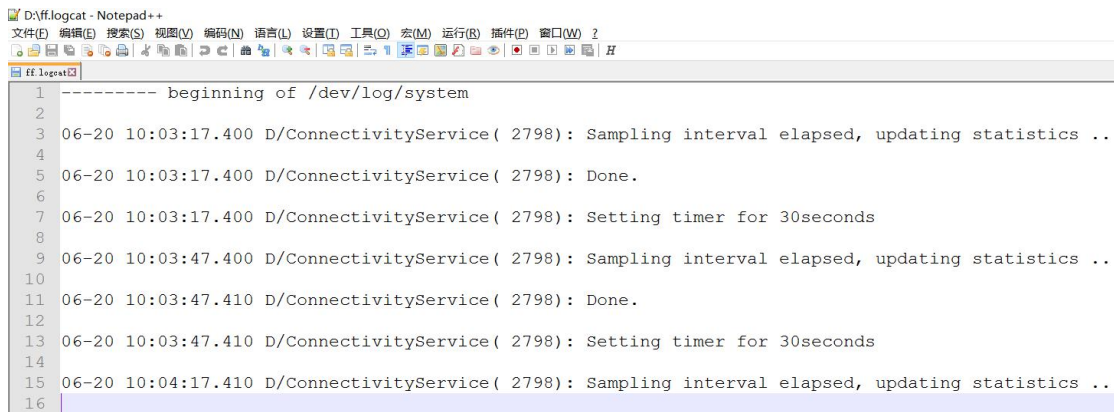 D:\ff.logcat - Notepad++
文件(F) 编辑(E) 搜索(S) 视图(V) 编码(N) 语言(L) 设置(T) 工具(O) 宏(M) 运行(R) 插件(P) 窗口(W) ?
ff.logcat
1 --------- beginning of /dev/log/system
2
3 06-20 10:03:17.400 D/ConnectivityService( 2798): Sampling interval elapsed, updating statistics ..
4
5 06-20 10:03:17.400 D/ConnectivityService( 2798): Done.
6
7 06-20 10:03:17.400 D/ConnectivityService( 2798): Setting timer for 30seconds
8
9 06-20 10:03:47.400 D/ConnectivityService( 2798): Sampling interval elapsed, updating statistics ..
10
11 06-20 10:03:47.410 D/ConnectivityService( 2798): Done.
12
13 06-20 10:03:47.410 D/ConnectivityService( 2798): Setting timer for 30seconds
14
15 06-20 10:04:17.410 D/ConnectivityService( 2798): Sampling interval elapsed, updating statistics ..
16